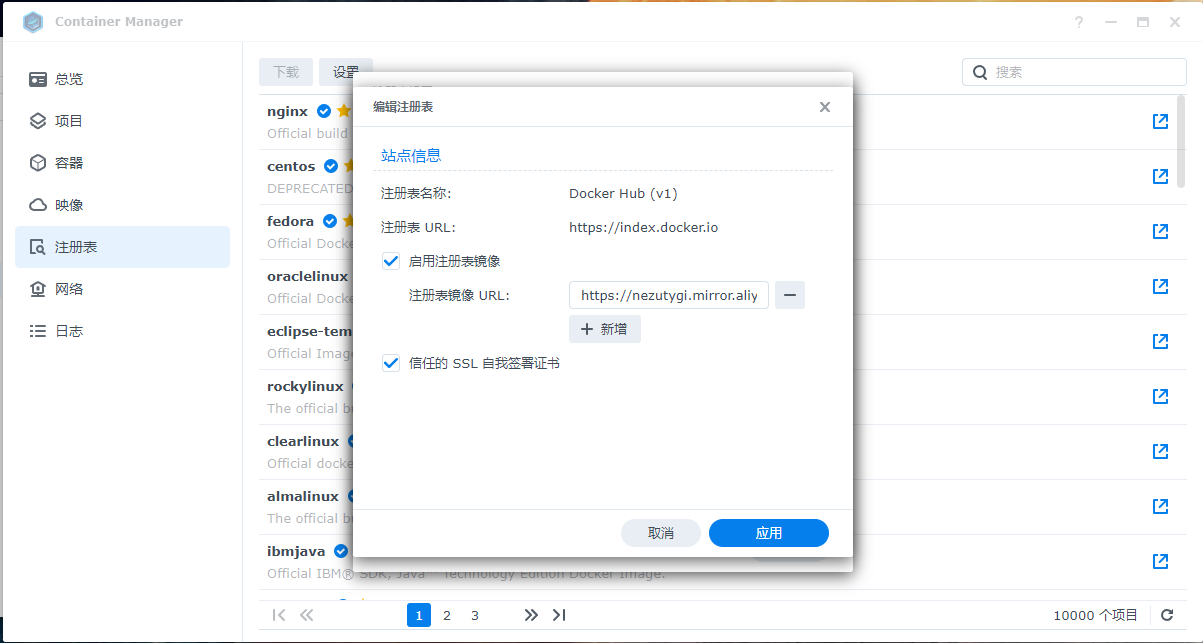 Container Manager
总览
项目
容器
映像
注册表
网络
日志
下载
设置
搜索
nginx
Official build
centos
DEPRECATED
fedora
Official Docke
oraclelinux
Official Docke
eclipse-tem
Official Image
rockylinux
The official bu
clearlinux
Official docke
almalinux
The official bu
ibmjava
Official IBM® SDK, Java™ Technology Edition Docker Image.
编辑注册表
站点信息
注册表名称:
Docker Hub (v1)
注册表 URL:
https://index.docker.io
启用注册表镜像
注册表镜像 URL:
https://nezutygi.mirror.aliy
新增
信任的 SSL 自我签署证书
取消
应用
1 2 3
10000 个项目